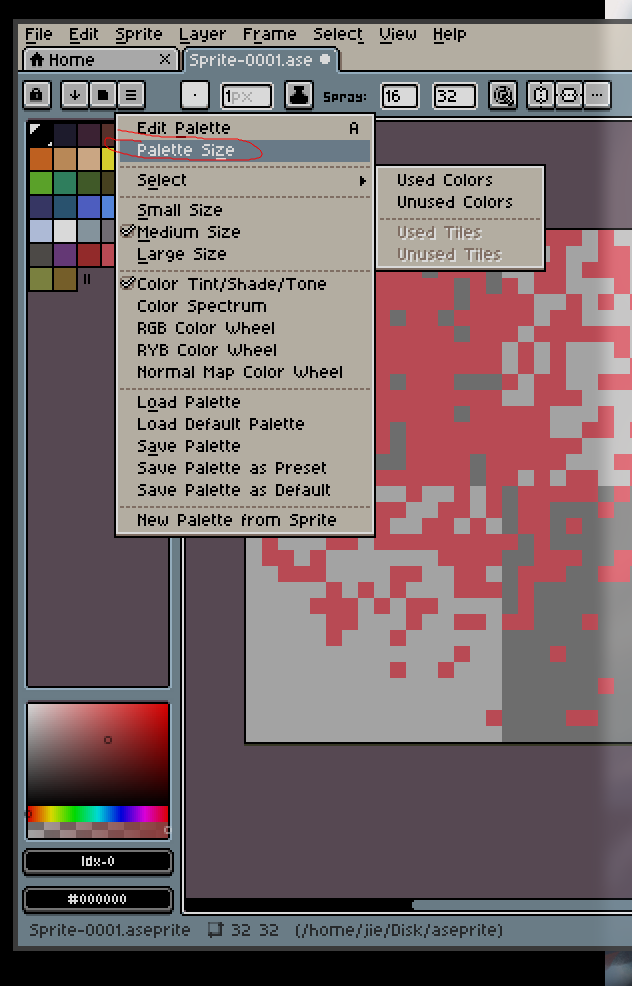 File Edit Sprite Layer Frame Select View Help
Home × Sprite-0001.ase
1px Spray: 16 32
Edit Palette A
Palette Size
Select
Small Size
Medium Size
Large Size
Color Tint/Shade/Tone
Color Spectrum
RGB Color Wheel
RYB Color Wheel
Normal Map Color Wheel
Load Palette
Load Default Palette
Save Palette
Save Palette as Preset
Save Palette as Default
New Palette from Sprite
Used Colors
Unused Colors
Used Tiles
Unused Tiles
Idx-0
#000000
Sprite-0001.aseprite 32 32 (/home/jie/Disk/aseprite)